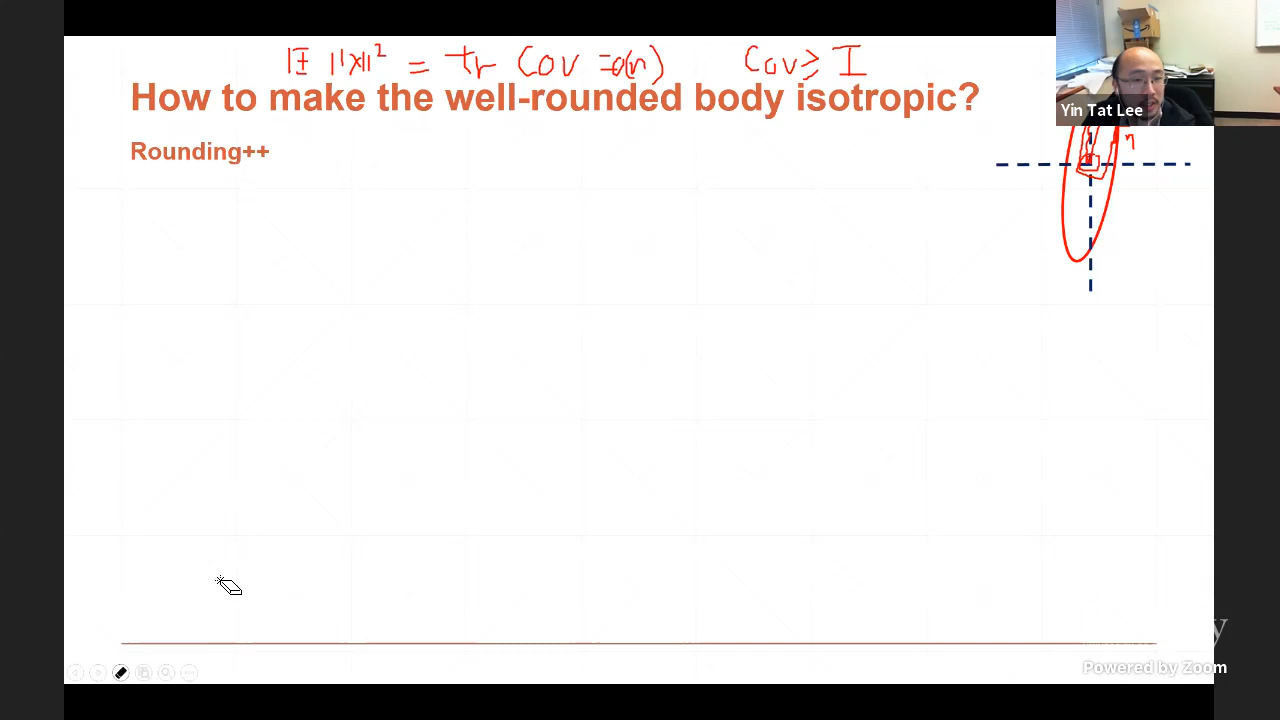 𝔼 ||x||² = tr Cov = O(n) Cov ≥ I
How to make the well-rounded body isotropic?
Yin Tat Lee
Rounding++
n
y
Powered by Zoom